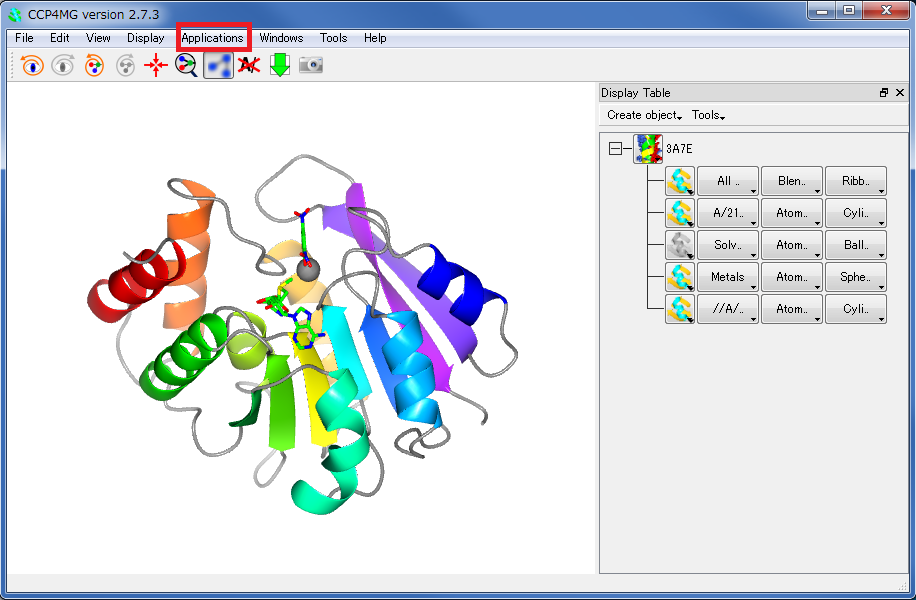 CCP4MG version 2.7.3
File Edit View Display Applications Windows Tools Help
Display Table
Create object Tools
3A7E
All .. Blen.. Ribb..
A/21.. Atom.. Cyli..
Solv.. Atom.. Ball..
Metals Atom.. Sphe..
//A/.. Atom.. Cyli..